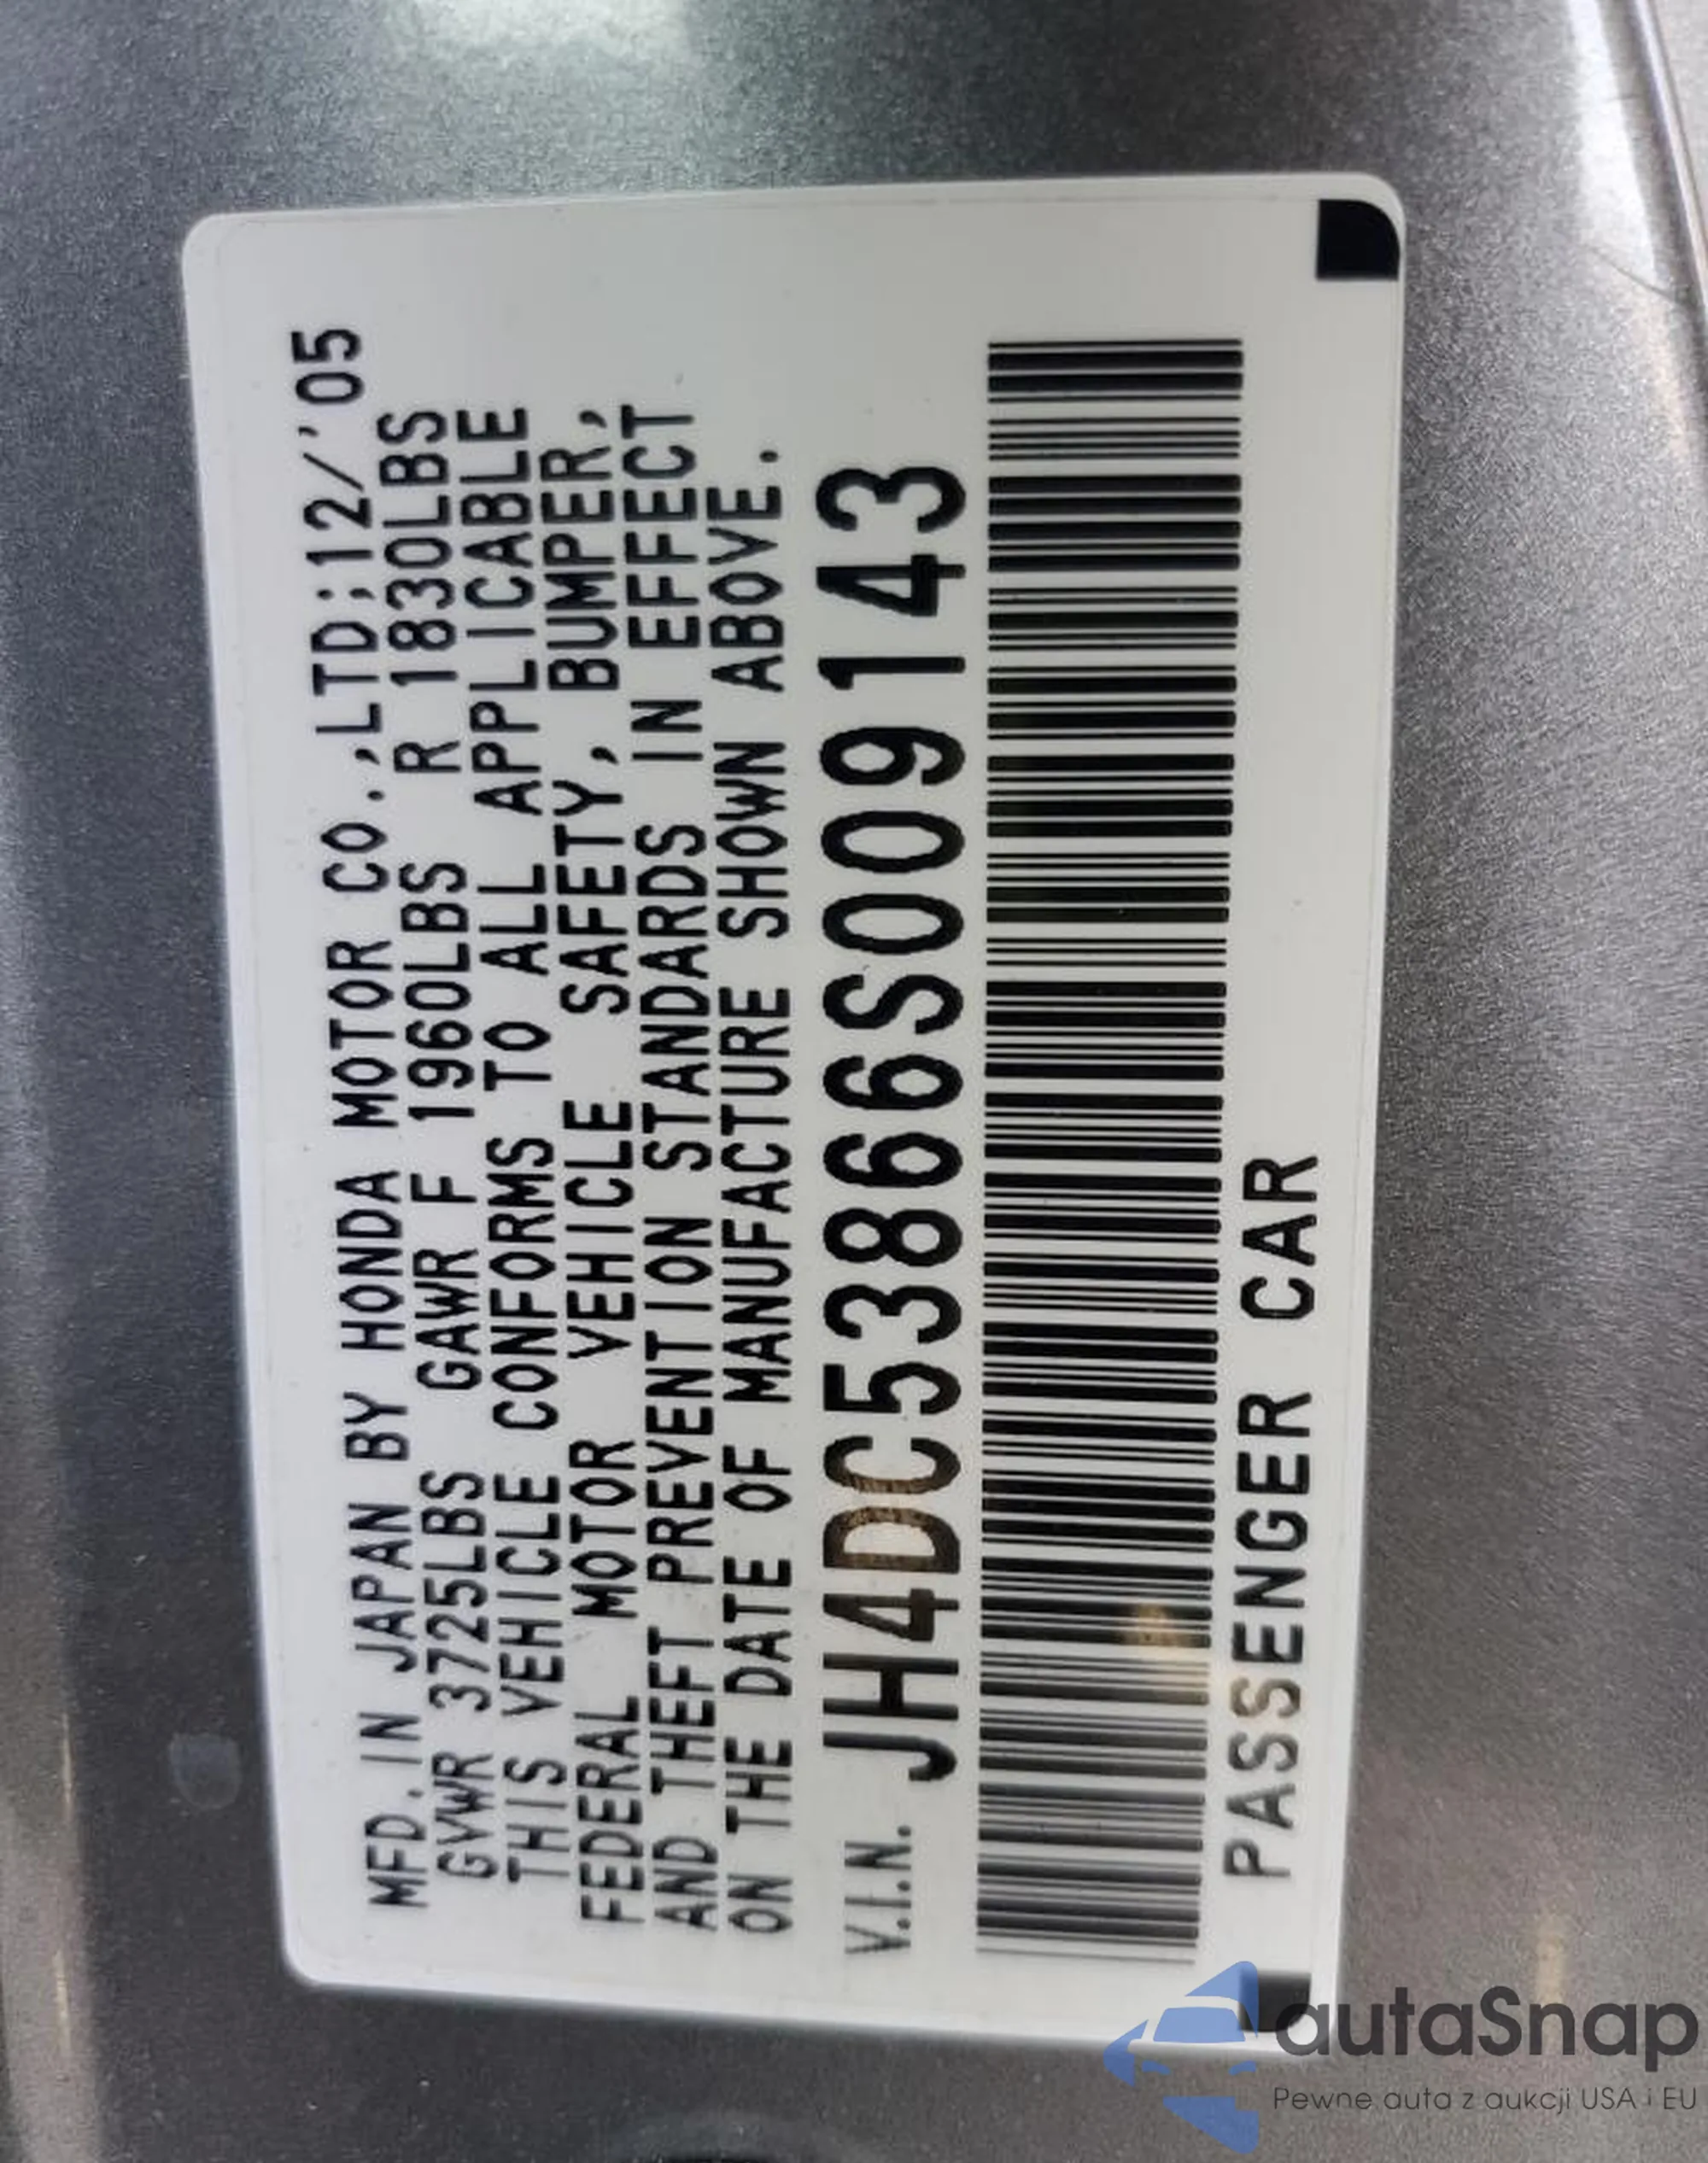 MFD. IN JAPAN BY HONDA MOTOR CO.,LTD;12/'05
GVWR 3725LBS GAWR F 1960LBS R 1830LBS
THIS VEHICLE CONFORMS TO ALL APPLICABLE
FEDERAL MOTOR VEHICLE SAFETY, BUMPER,
AND THEFT PREVENTION STANDARDS IN EFFECT
ON THE DATE OF MANUFACTURE SHOWN ABOVE.
V.I.N. JH4DC53866S009143
PASSENGER CAR
autaSnap
Pewne auta z aukcji USA i EU